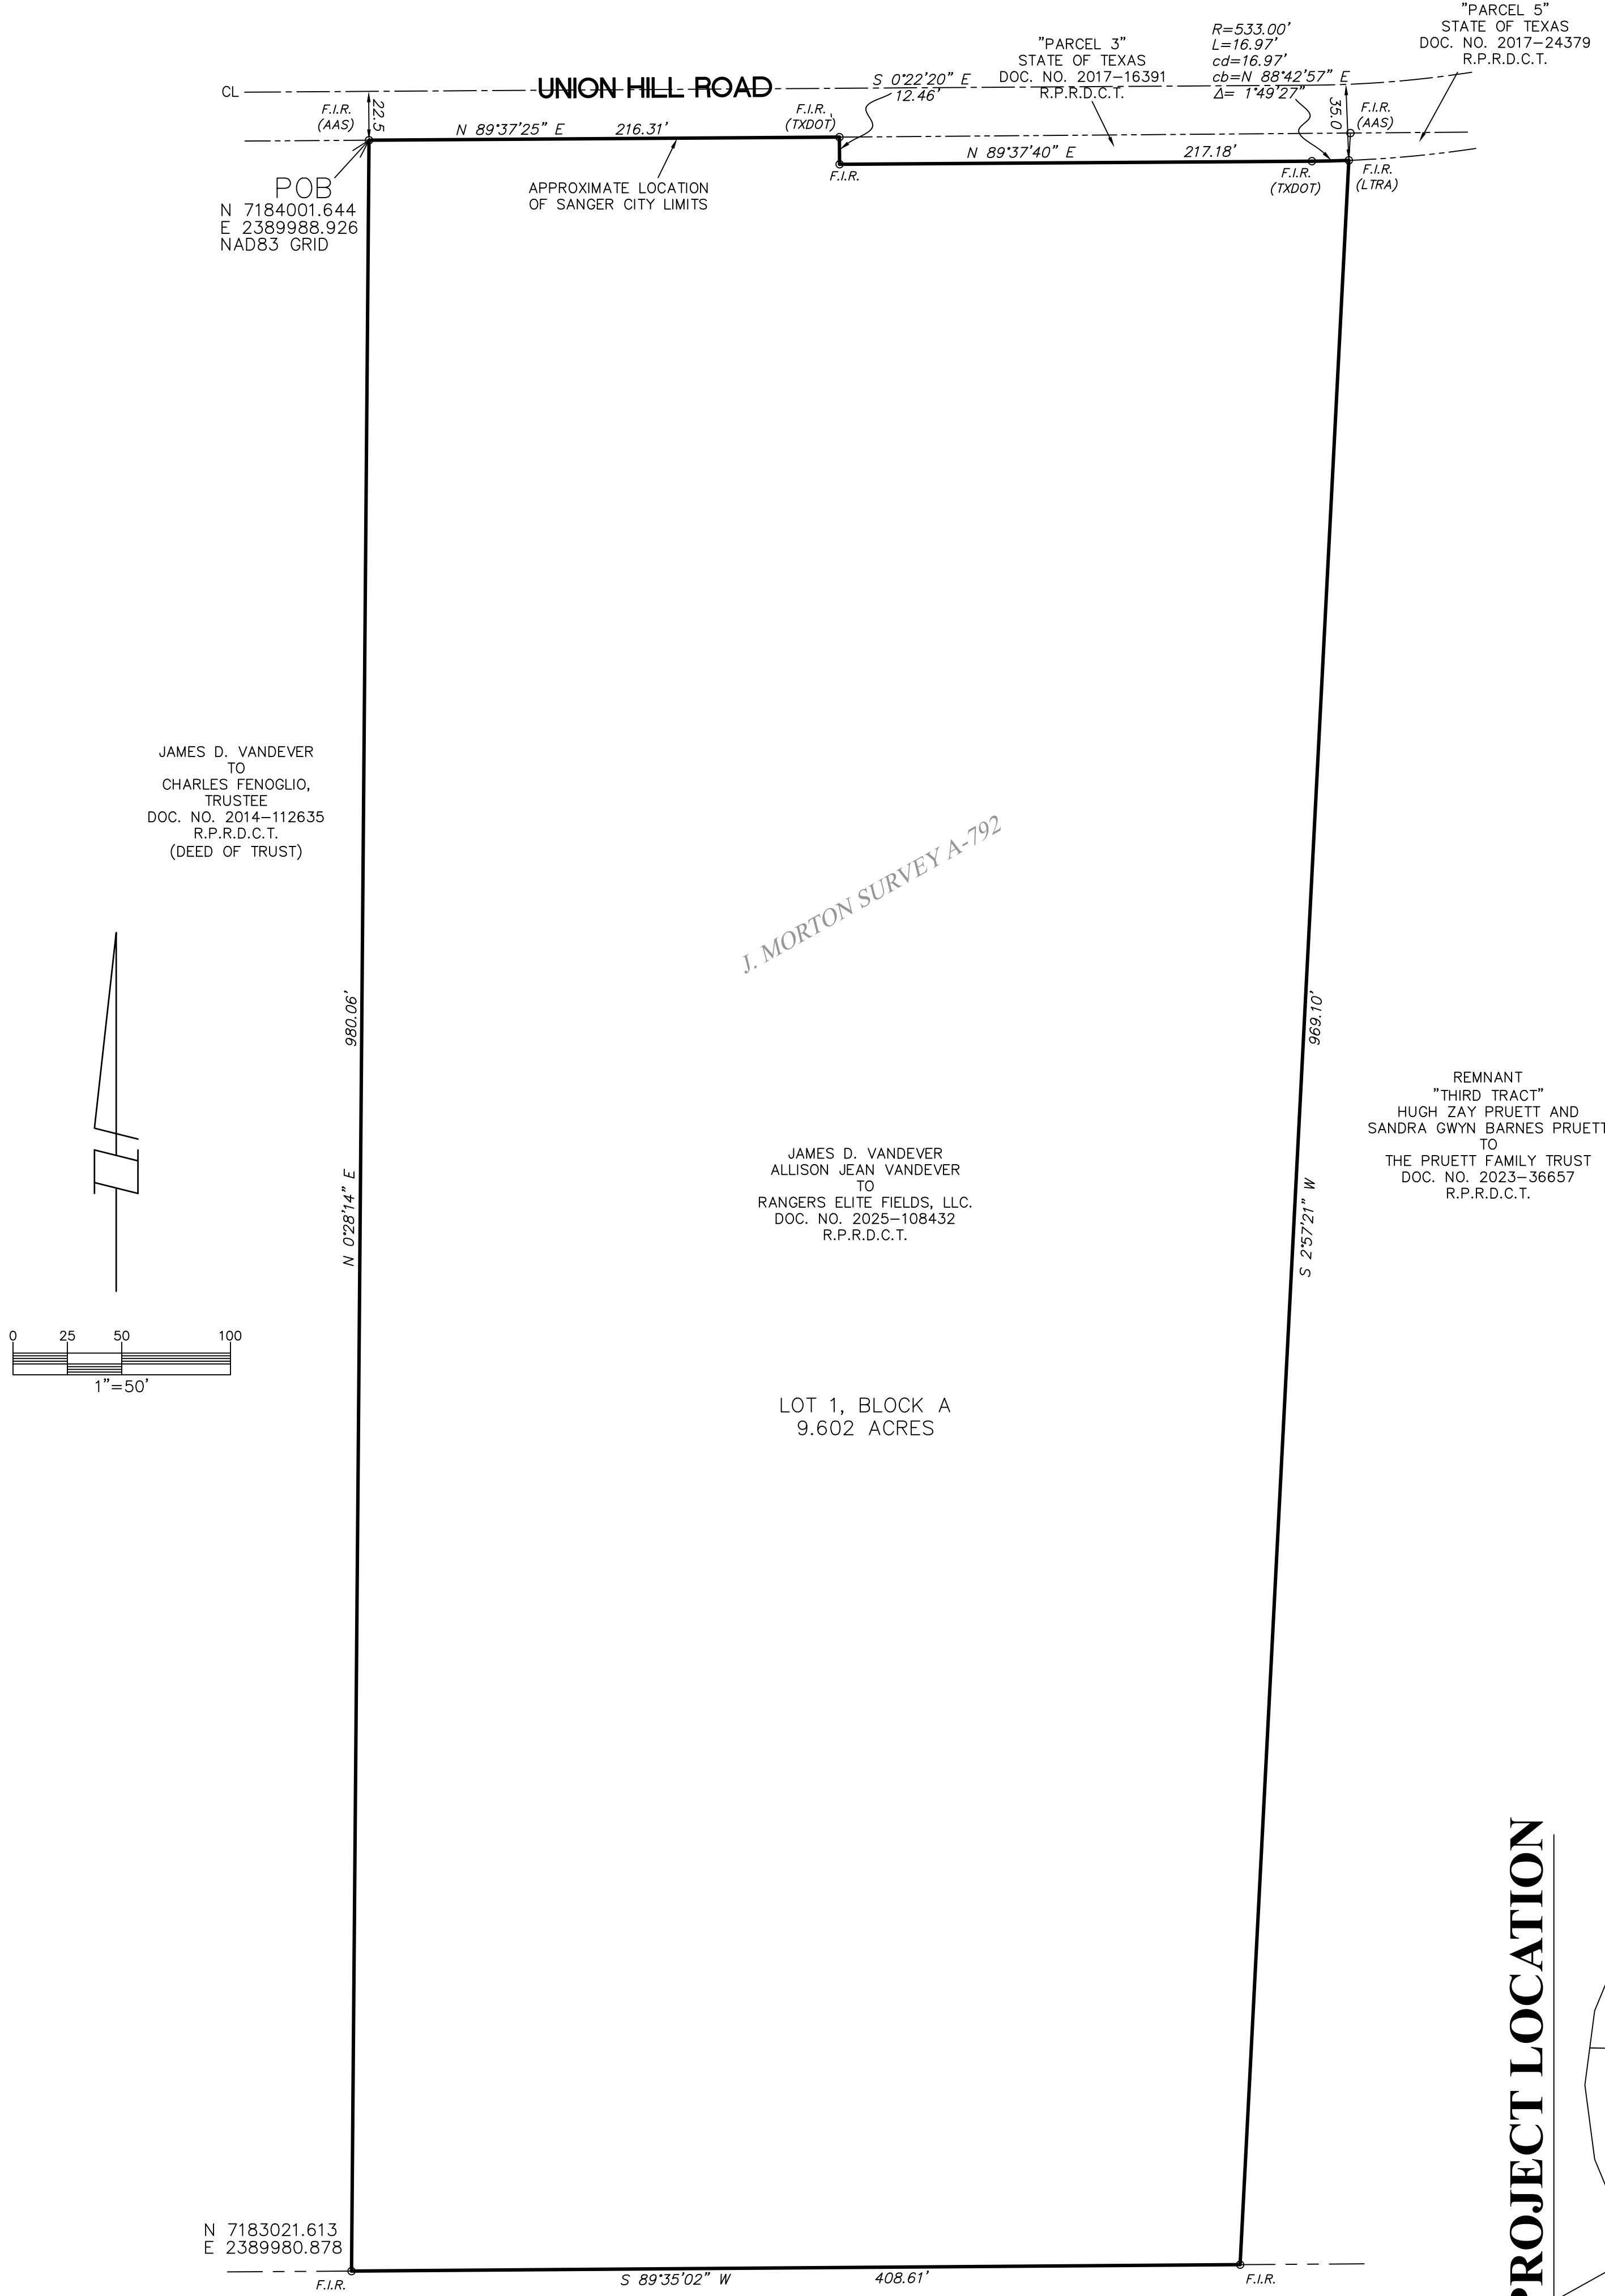 "PARCEL 5"
STATE OF TEXAS
DOC. NO. 2017-24379
R.P.R.D.C.T.
R=533.00'
L=16.97'
cd=16.97'
cb=N 88°42'57" E
Δ= 1°49'27"
"PARCEL 3"
STATE OF TEXAS
DOC. NO. 2017-16391
R.P.R.D.C.T.
S 0°22'20" E
12.46'
CL
UNION HILL ROAD
F.I.R.
(AAS)
22.5
N 89°37'25" E 216.31'
F.I.R.
(TXDOT)
35.0
F.I.R.
(AAS)
N 89°37'40" E 217.18'
F.I.R.
F.I.R.
(TXDOT)
F.I.R.
(LTRA)
POB
N 7184001.644
E 2389988.926
NAD83 GRID
APPROXIMATE LOCATION
OF SANGER CITY LIMITS
JAMES D. VANDEVER
TO
CHARLES FENOGLIO,
TRUSTEE
DOC. NO. 2014-112635
R.P.R.D.C.T.
(DEED OF TRUST)
J. MORTON SURVEY A-792
N 0°28'14" E 980.06'
S 2°57'21" W 969.10'
REMNANT
"THIRD TRACT"
HUGH ZAY PRUETT AND
SANDRA GWYN BARNES PRUETT
TO
THE PRUETT FAMILY TRUST
DOC. NO. 2023-36657
R.P.R.D.C.T.
JAMES D. VANDEVER
ALLISON JEAN VANDEVER
TO
RANGERS ELITE FIELDS, LLC.
DOC. NO. 2025-108432
R.P.R.D.C.T.
0 25 50 100
1"=50'
LOT 1, BLOCK A
9.602 ACRES
PROJECT LOCATION
N 7183021.613
E 2389980.878
F.I.R.
S 89°35'02" W 408.61'
F.I.R.